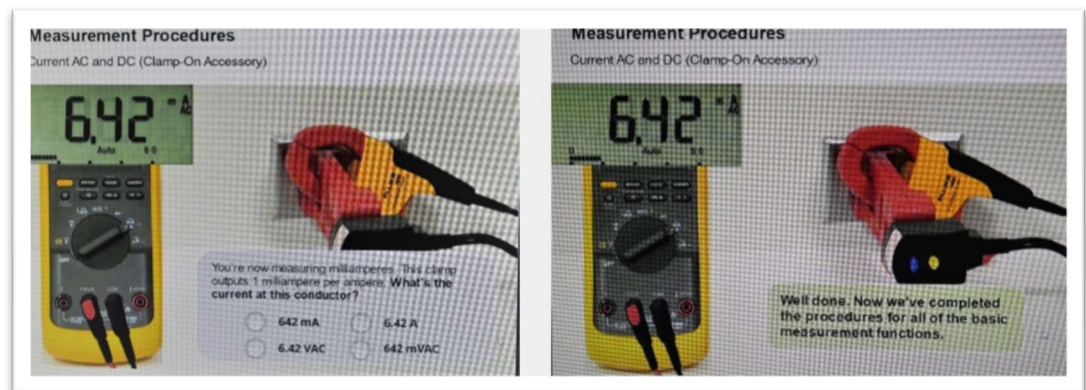 Measurement Procedures
Current AC and DC (Clamp-On Accessory)
6.42 mA
AC
Auto
You're now measuring milliamperes. This clamp
outputs 1 milliampere per ampere. What's the
current at this conductor?
642 mA
6.42 A
6.42 VAC
642 mVAC
Measurement Procedures
Current AC and DC (Clamp-On Accessory)
6.42 mA
AC
Auto
Well done. Now we've completed
the procedures for all of the basic
measurement functions.